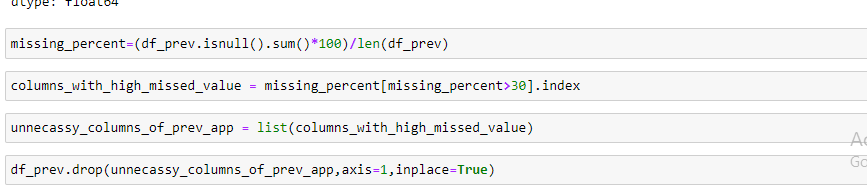 dtype: float64
missing_percent=(df_prev.isnull().sum()*100)/len(df_prev)
columns_with_high_missed_value = missing_percent[missing_percent>30].index
unnecassy_columns_of_prev_app = list(columns_with_high_missed_value)
df_prev.drop(unnecassy_columns_of_prev_app,axis=1,inplace=True)
Ac
Go